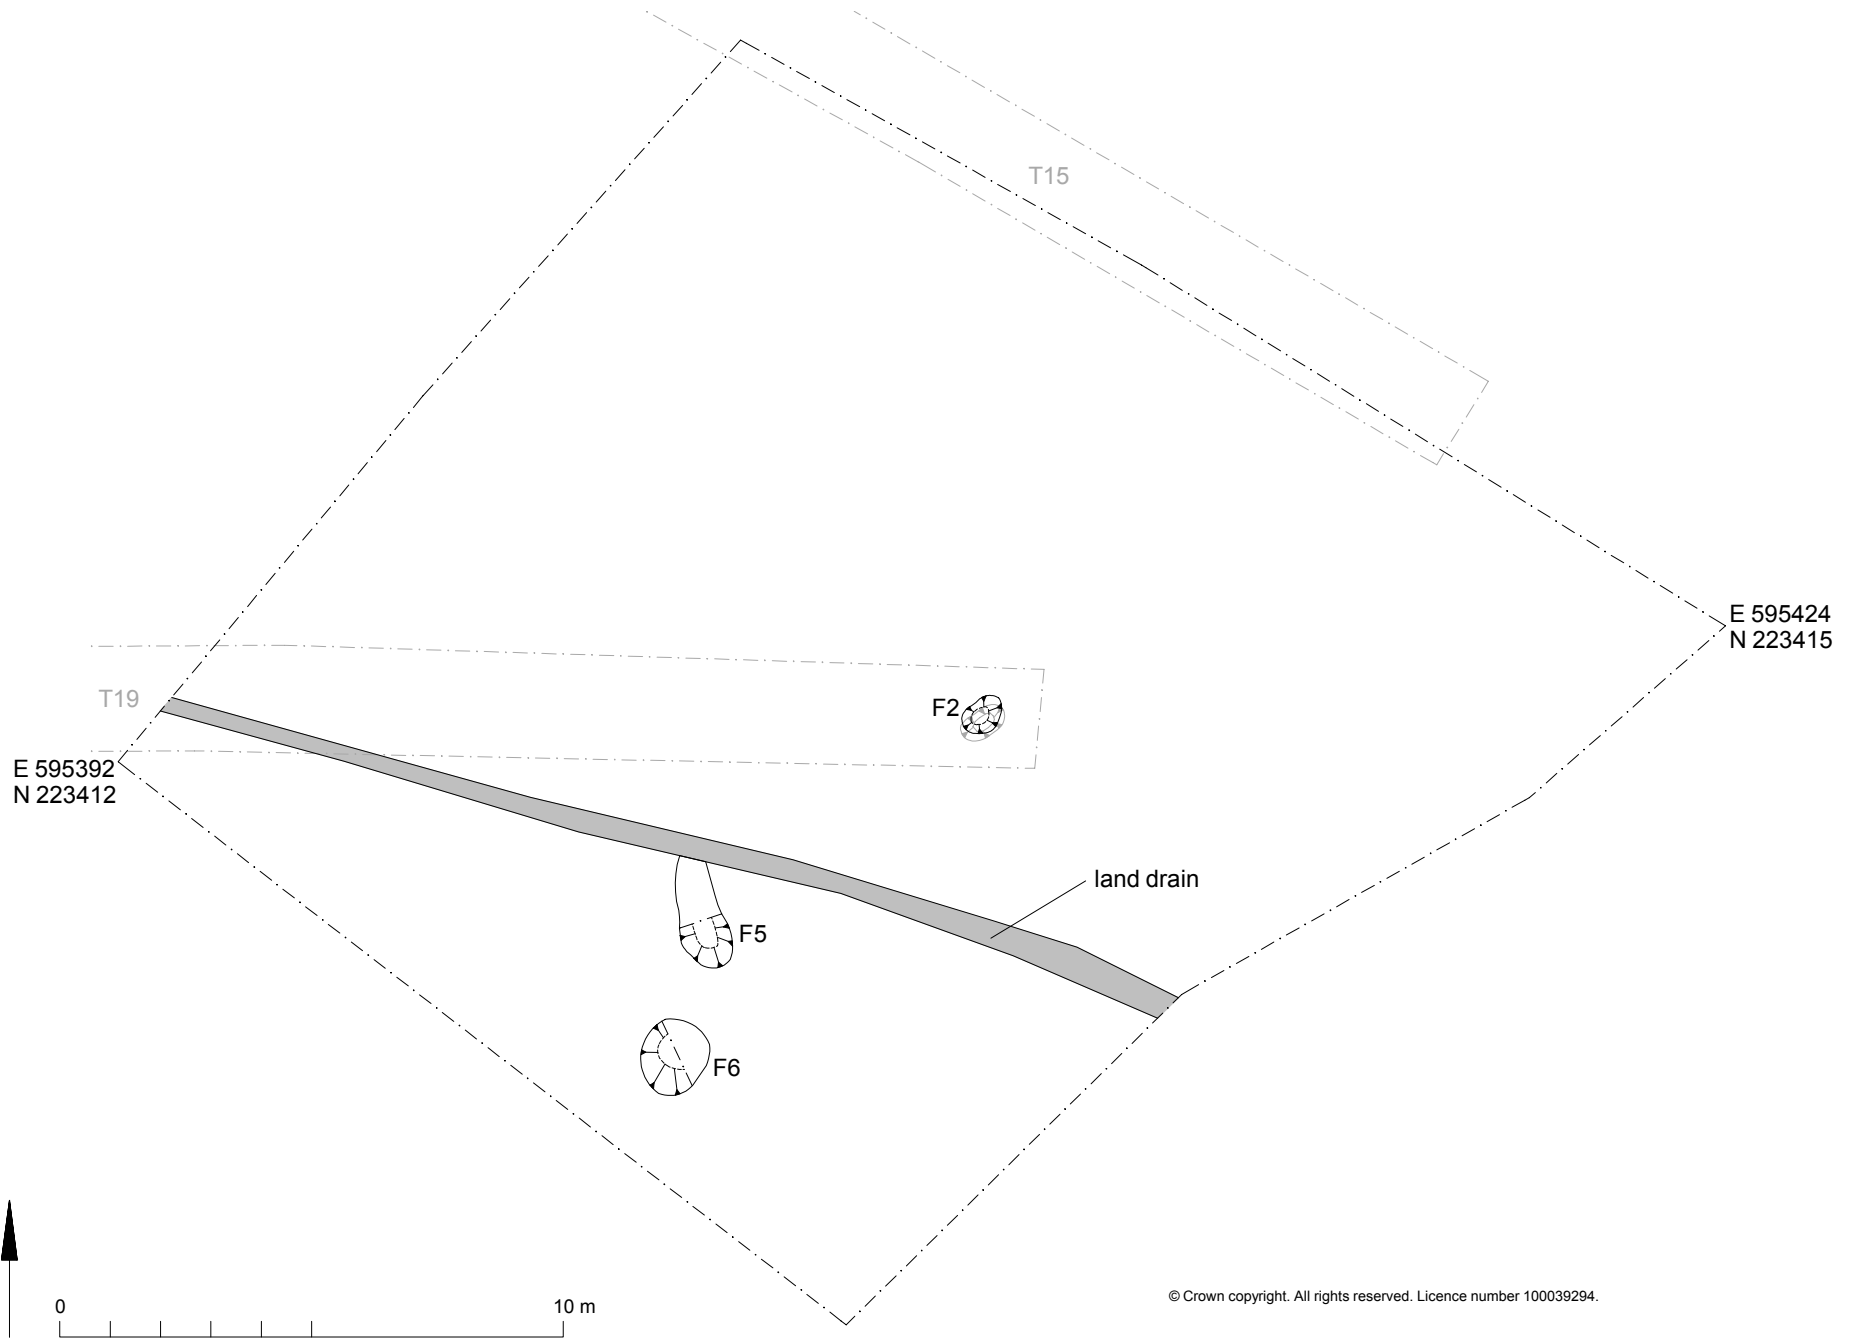 T15
E 595424
N 223415
T19
F2
E 595392
N 223412
land drain
F5
F6
0
10 m
© Crown copyright. All rights reserved. Licence number 100039294.